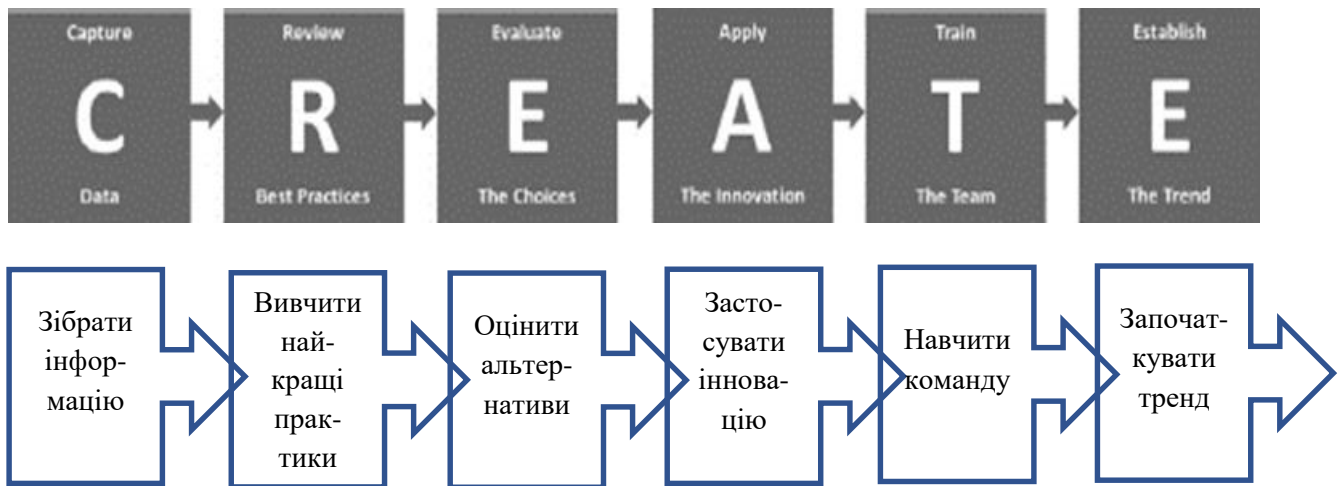 Capture
C
Data
Review
R
Best Practices
Evaluate
E
The Choices
Apply
A
The Innovation
Train
T
The Team
Establish
E
The Trend
Зібрати
інфор-
мацію
Вивчити
най-
кращі
прак-
тики
Оцінити
альтер-
нативи
Засто-
сувати
іннова-
цію
Навчити
команду
Започат-
кувати
тренд